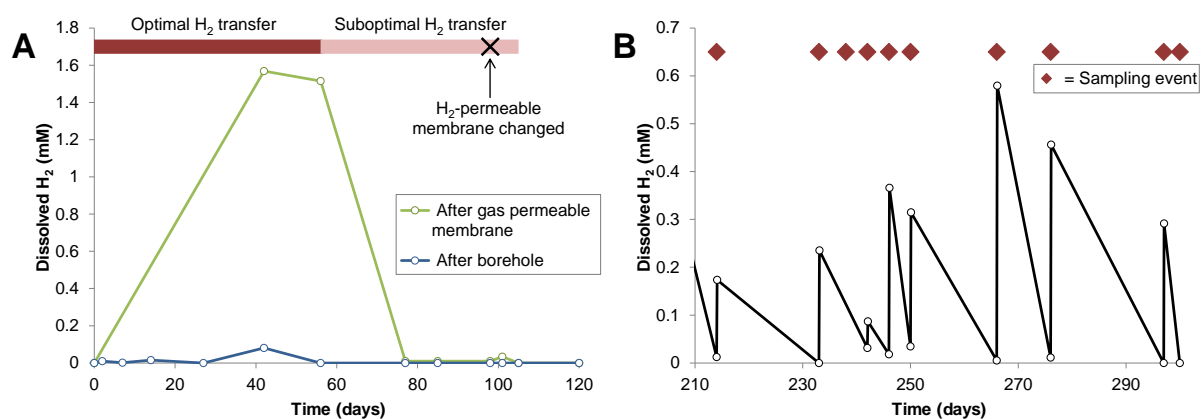 A
Optimal H₂ transfer
Suboptimal H₂ transfer
1.8
1.6
1.4
1.2
1
0.8
0.6
0.4
0.2
0
Dissolved H₂ (mM)
H₂-permeable
membrane changed
After gas permeable
membrane
After borehole
0
20
40
60
80
100
120
Time (days)
B
0.7
0.6
0.5
0.4
0.3
0.2
0.1
0
Dissolved H₂ (mM)
= Sampling event
210
230
250
270
290
Time (days)